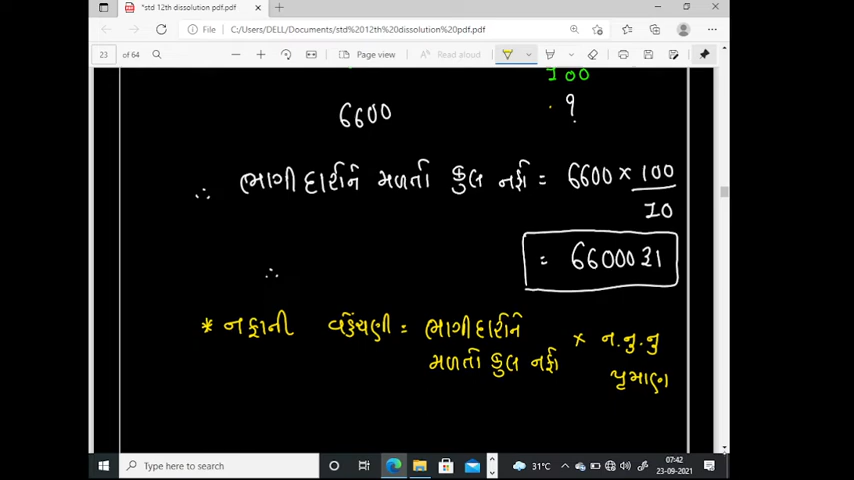 *std 12th dissolution pdf.pdf
File C:/Users/DELL/Documents/std%2012th%20dissolution%20pdf.pdf
23 of 64 Page view Read aloud
100
6600 ?
∴ ભાગીદારોને મળતો કુલ નફો = 6600 × 100
10
= 66000 રૂ।
∴
* નફાની વહેંચણી = ભાગીદારોને × ન.નુ.નુ
મળતો કુલ નફો પ્રમાણ
Type here to search 31°C 07:42
23-09-2021